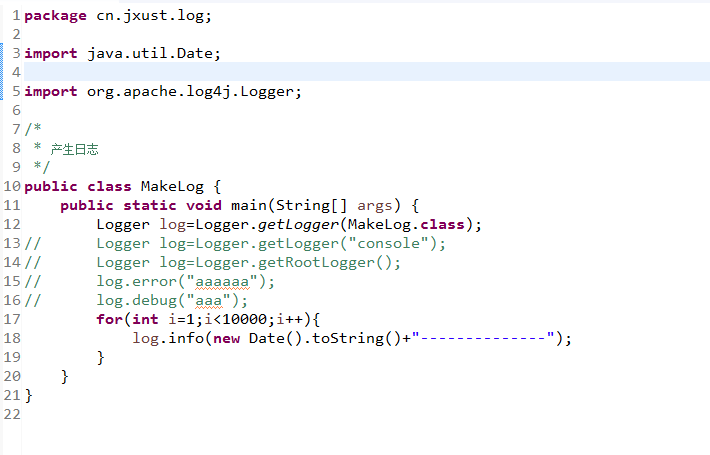 1 package cn.jxust.log;
2
3 import java.util.Date;
4
5 import org.apache.log4j.Logger;
6
7 /*
8  * 产生日志
9  */
10 public class MakeLog {
11     public static void main(String[] args) {
12         Logger log=Logger.getLogger(MakeLog.class);
13 //      Logger log=Logger.getLogger("console");
14 //      Logger log=Logger.getRootLogger();
15 //      log.error("aaaaaa");
16 //      log.debug("aaa");
17         for(int i=1;i<10000;i++){
18             log.info(new Date().toString()+"--------------");
19         }
20     }
21 }
22